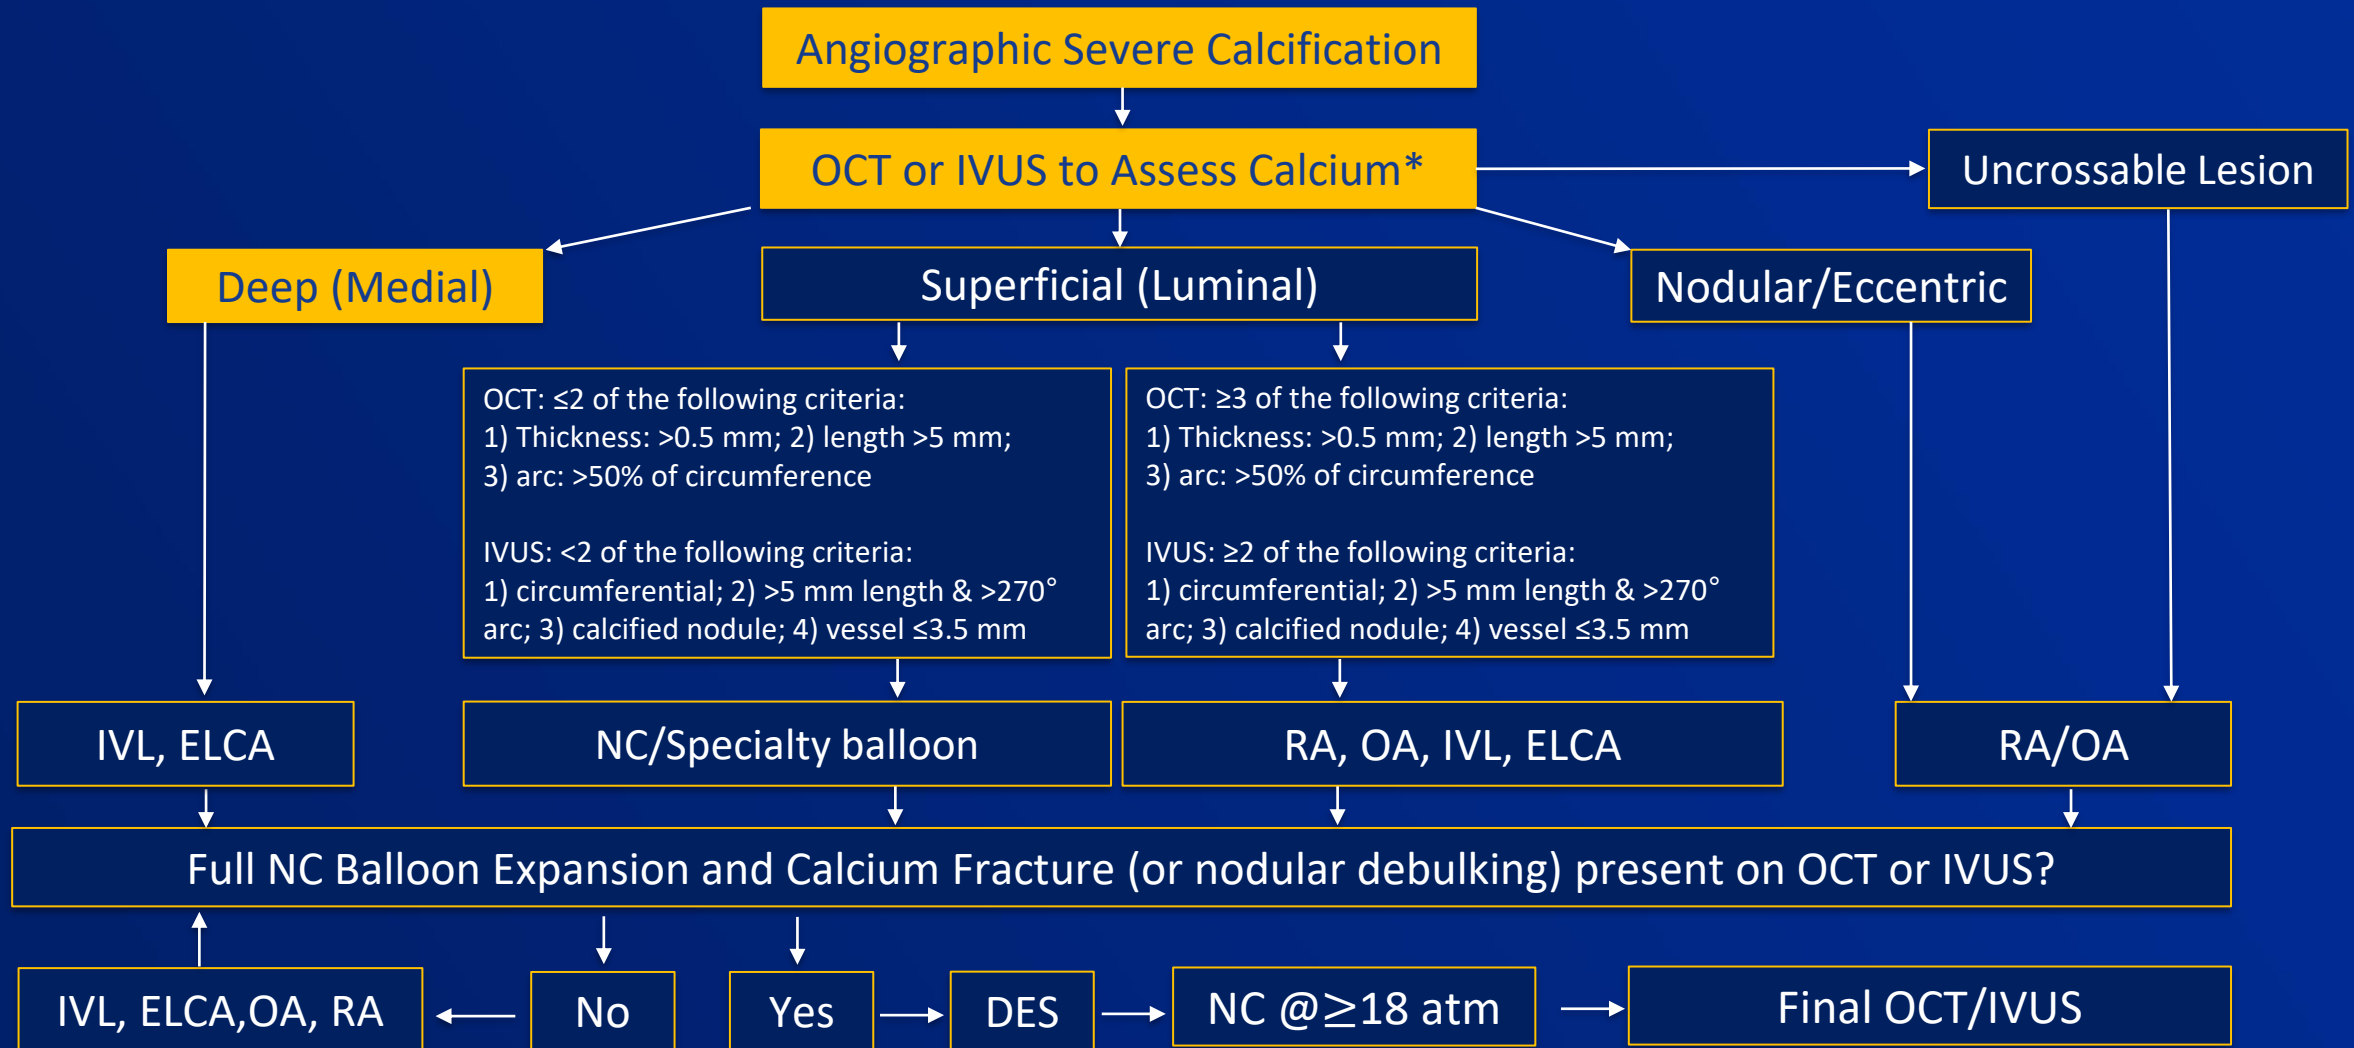 Angiographic Severe Calcification
OCT or IVUS to Assess Calcium*
Uncrossable Lesion
Deep (Medial)
Superficial (Luminal)
Nodular/Eccentric
OCT: ≤2 of the following criteria:
1) Thickness: >0.5 mm; 2) length >5 mm;
3) arc: >50% of circumference
IVUS: <2 of the following criteria:
1) circumferential; 2) >5 mm length & >270°
arc; 3) calcified nodule; 4) vessel ≤3.5 mm
OCT: ≥3 of the following criteria:
1) Thickness: >0.5 mm; 2) length >5 mm;
3) arc: >50% of circumference
IVUS: ≥2 of the following criteria:
1) circumferential; 2) >5 mm length & >270°
arc; 3) calcified nodule; 4) vessel ≤3.5 mm
IVL, ELCA
NC/Specialty balloon
RA, OA, IVL, ELCA
RA/OA
Full NC Balloon Expansion and Calcium Fracture (or nodular debulking) present on OCT or IVUS?
IVL, ELCA,OA, RA
No
Yes
DES
NC @≥18 atm
Final OCT/IVUS